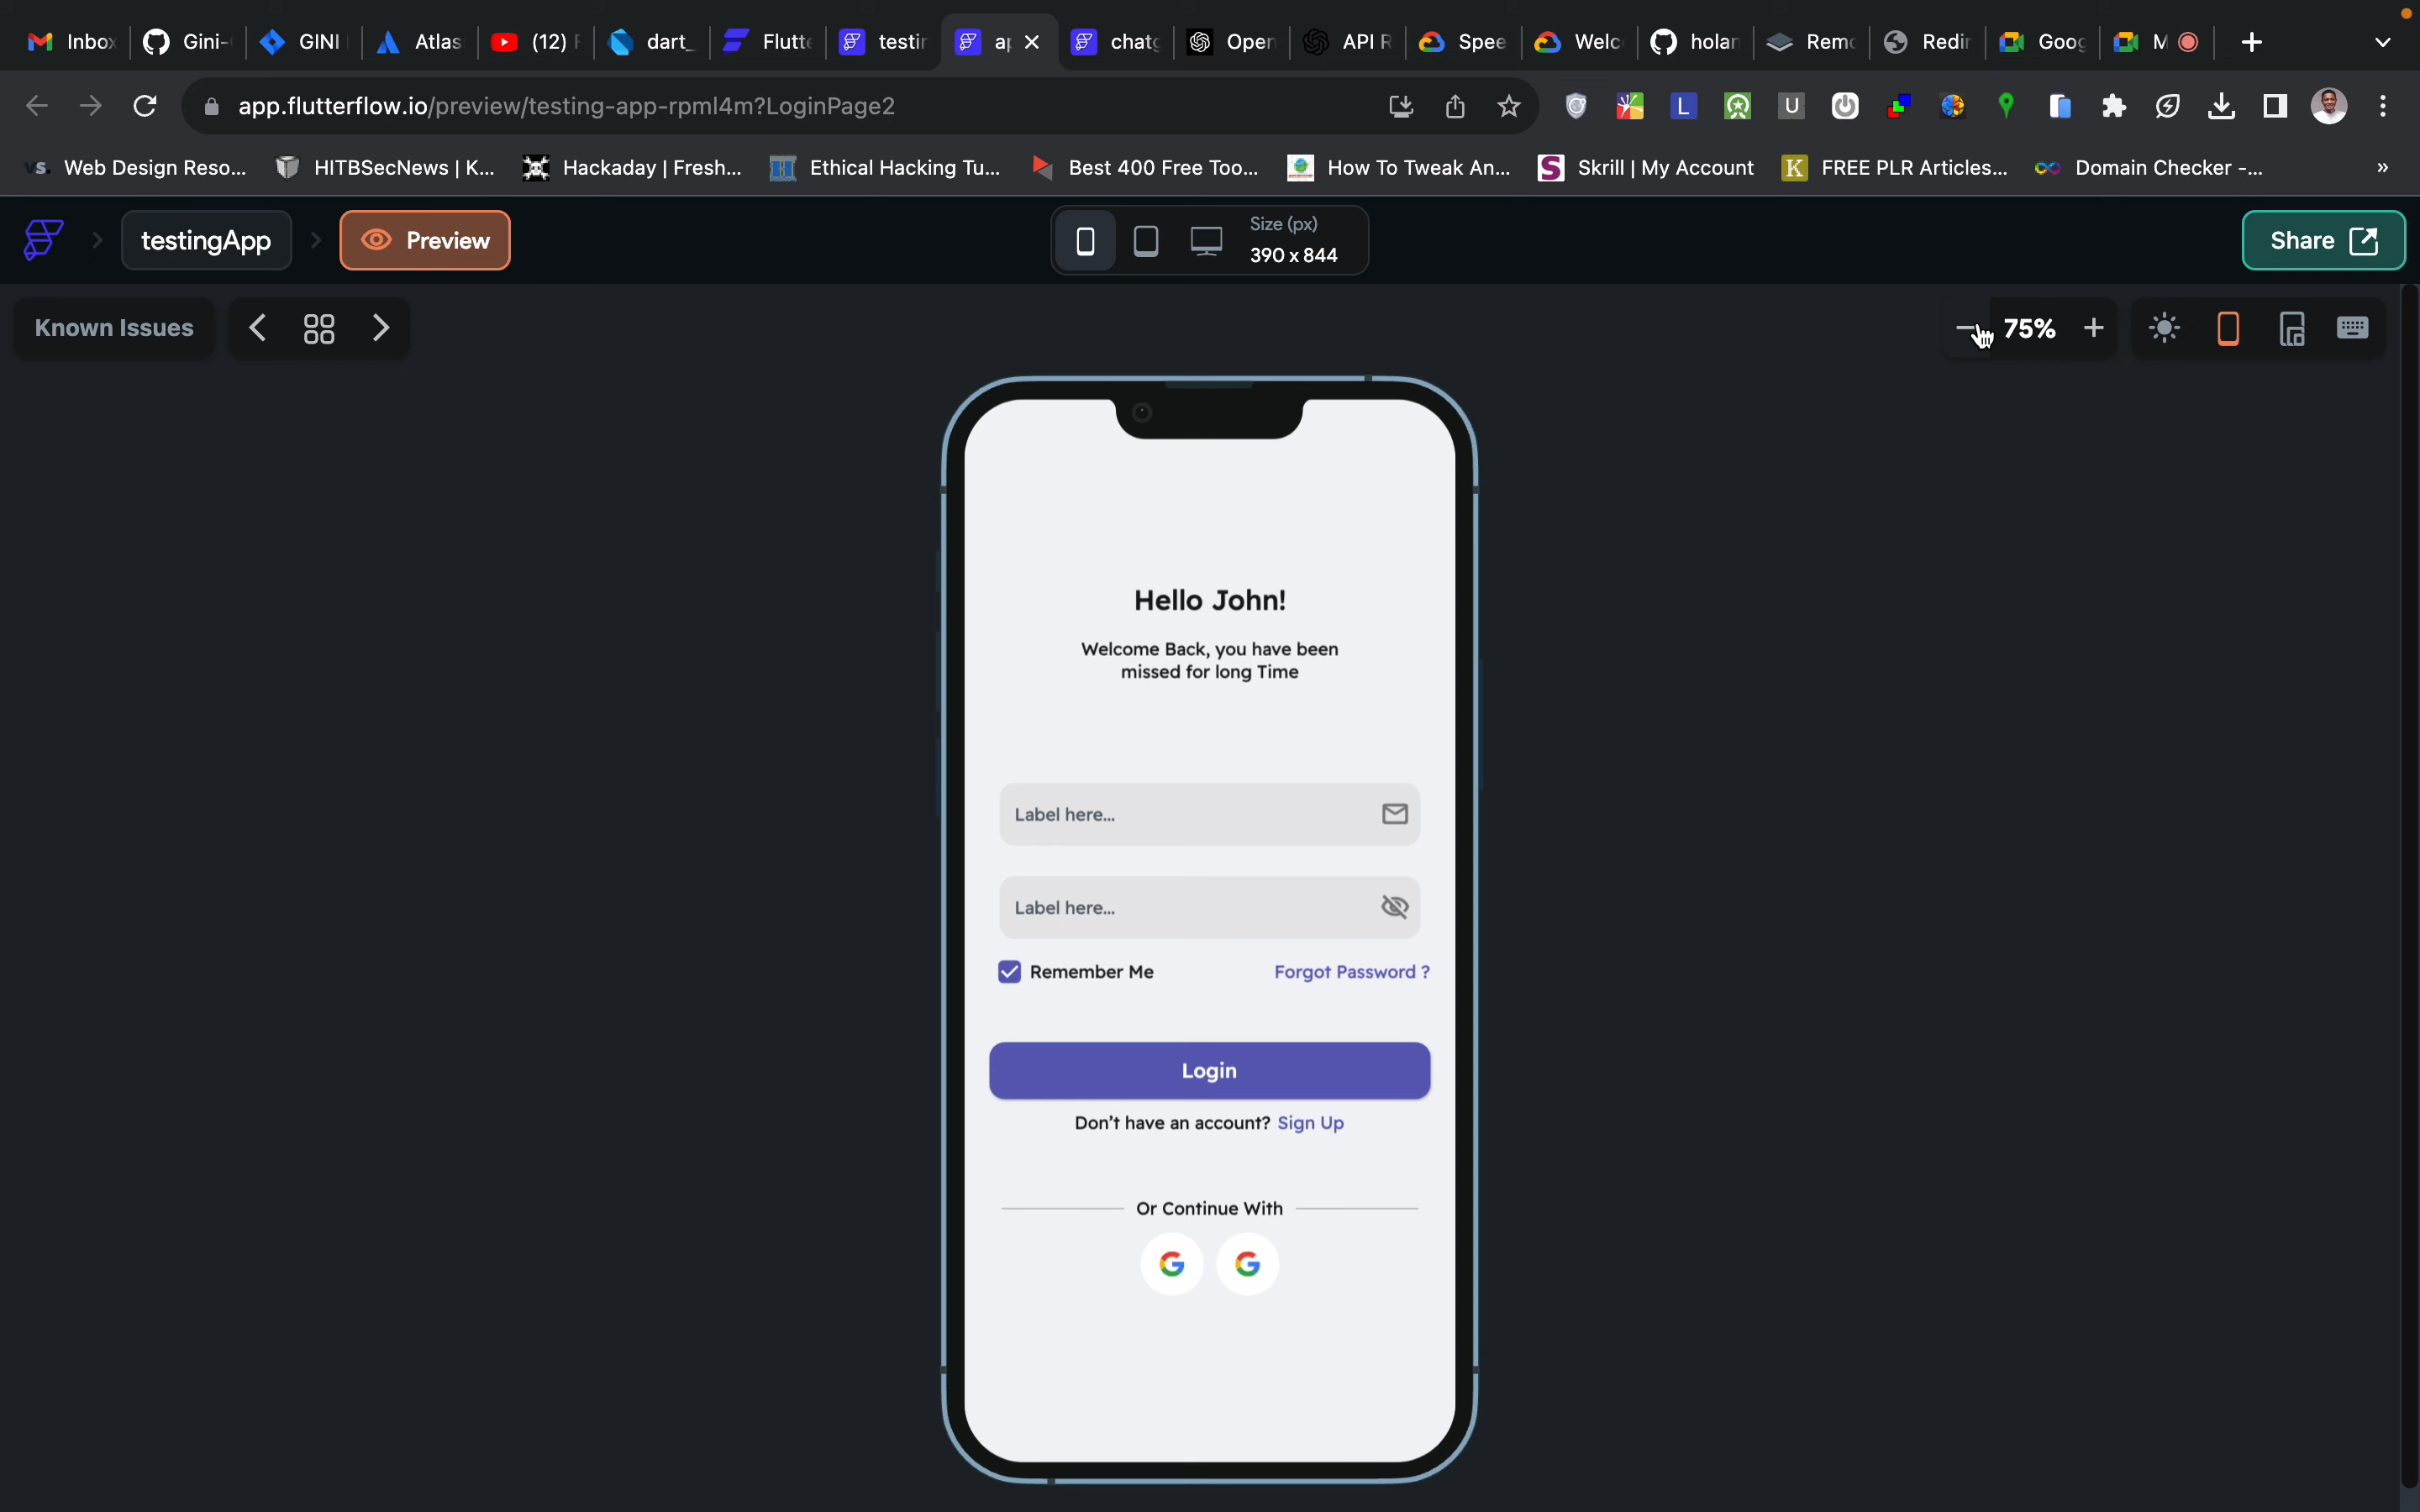 Inbox
Gini-
GINI
Atlas
(12)
dart_
Flutte
testin
ap
chatg
Open
API R
Spee
Welc
holan
Remo
Redir
Goog
M
app.flutterflow.io/preview/testing-app-rpml4m?LoginPage2
L
U
vs. Web Design Reso...
HITBSecNews | K...
Hackaday | Fresh...
Ethical Hacking Tu...
Best 400 Free Too...
How To Tweak An...
S Skrill | My Account
K FREE PLR Articles...
Domain Checker -...
»
testingApp
Preview
Size (px)
390 x 844
Share
Known Issues
75%
Hello John!
Welcome Back, you have been
missed for long Time
Label here...
Label here...
Remember Me
Forgot Password ?
Login
Don't have an account? Sign Up
Or Continue With
G G